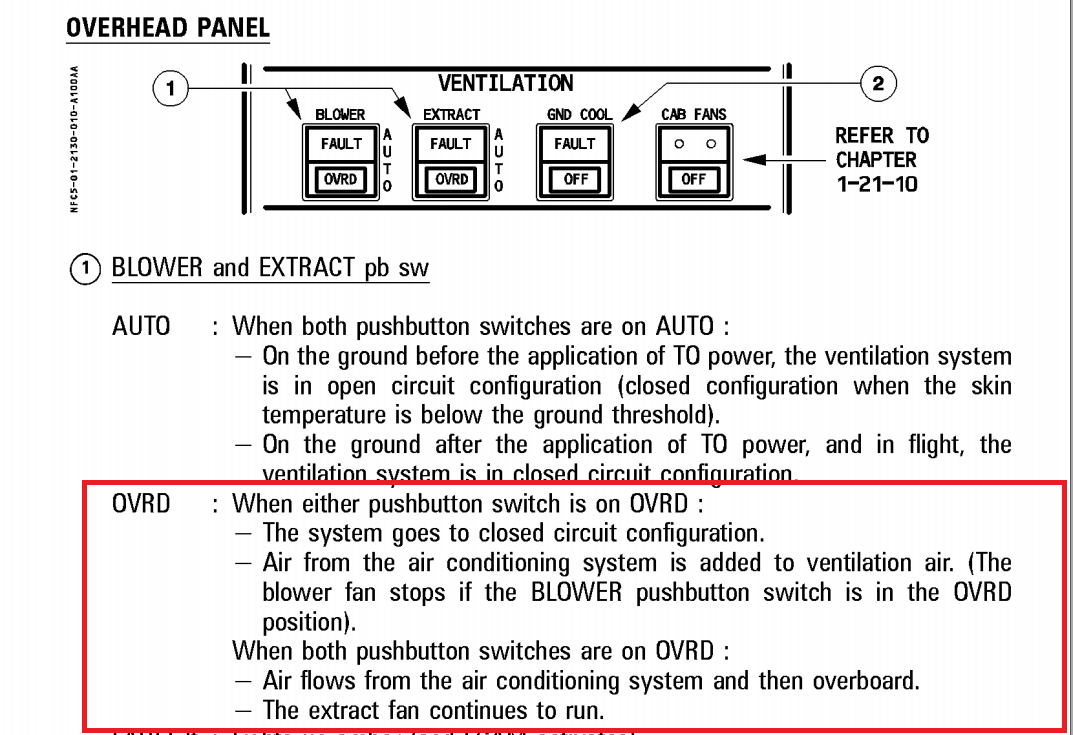 OVERHEAD PANEL
NFC5-01-2130-010-A100AA
1
VENTILATION
2
BLOWER EXTRACT GND COOL CAB FANS
FAULT A U T O FAULT A U T O FAULT
OVRD OVRD OFF OFF
REFER TO
CHAPTER
1-21-10
1 BLOWER and EXTRACT pb sw
AUTO : When both pushbutton switches are on AUTO :
— On the ground before the application of TO power, the ventilation system
is in open circuit configuration (closed configuration when the skin
temperature is below the ground threshold).
— On the ground after the application of TO power, and in flight, the
ventilation system is in closed circuit configuration.
OVRD : When either pushbutton switch is on OVRD :
— The system goes to closed circuit configuration.
— Air from the air conditioning system is added to ventilation air. (The
blower fan stops if the BLOWER pushbutton switch is in the OVRD
position).
When both pushbutton switches are on OVRD :
— Air flows from the air conditioning system and then overboard.
— The extract fan continues to run.